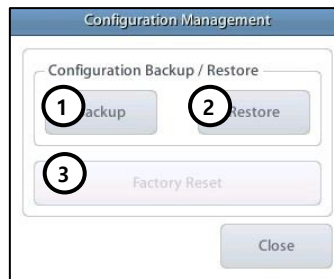 Configuration Management
Configuration Backup / Restore
1 ackup 2 Restore
3
Factory Reset
Close